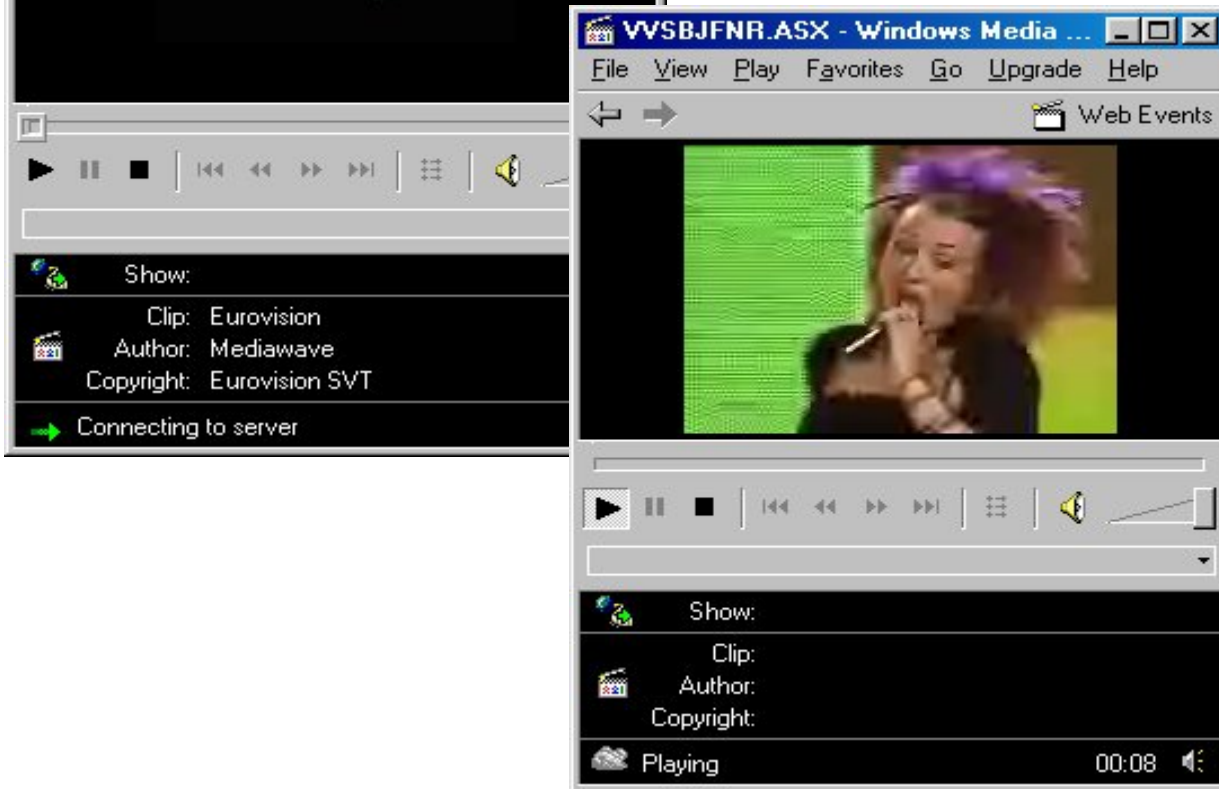 Show:
Clip: Eurovision
Author: Mediawave
Copyright: Eurovision SVT
Connecting to server
VVSBJFNR.ASX - Windows Media ...
File View Play Favorites Go Upgrade Help
Web Events
Show:
Clip:
Author:
Copyright:
Playing 00:08